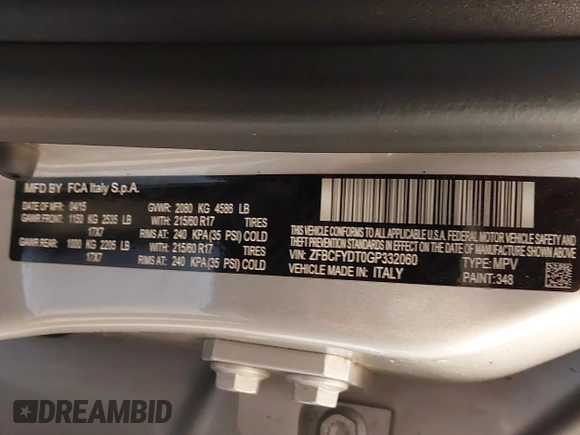 MFD BY FCA Italy S.p.A.
DATE OF MFR: 04/15 GVWR: 2080 KG 4586 LB
GAWR FRONT: 1150 KG 2535 LB WITH: 215/60 R17 TIRES
17X7 RIMS AT: 240 KPA(35 PSI) COLD
GAWR REAR: 1000 KG 2205 LB WITH: 215/60 R17 TIRES
17X7 RIMS AT: 240 KPA(35 PSI) COLD
THIS VEHICLE CONFORMS TO ALL APPLICABLE U.S.A. FEDERAL MOTOR VEHICLE SAFETY AND
THEFT PREVENTION STANDARDS IN EFFECT ON THE DATE OF MANUFACTURE SHOWN ABOVE
VIN: ZFBCFYDT0GP332060 TYPE: MPV
VEHICLE MADE IN: ITALY PAINT: 348
DREAMBID